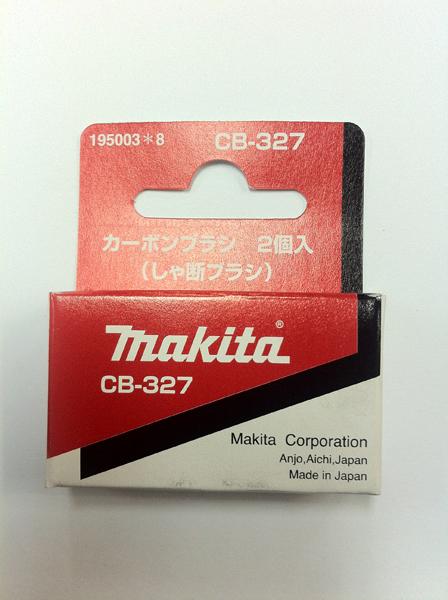 195003＊8 CB-327
カーボンブラシ 2個入
(しゃ断ブラシ)
makita®
CB-327
Makita Corporation
Anjo,Aichi,Japan
Made in Japan